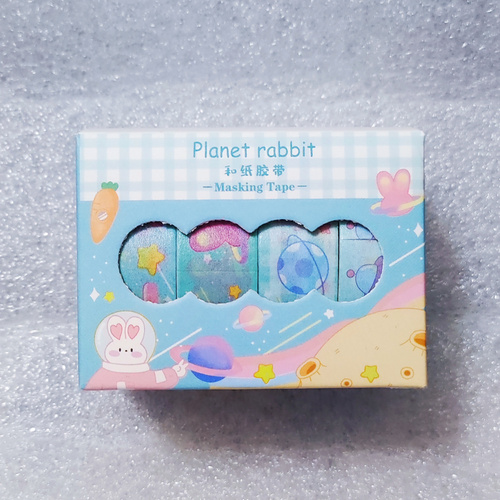 Planet rabbit
和纸胶带
—Masking Tape—